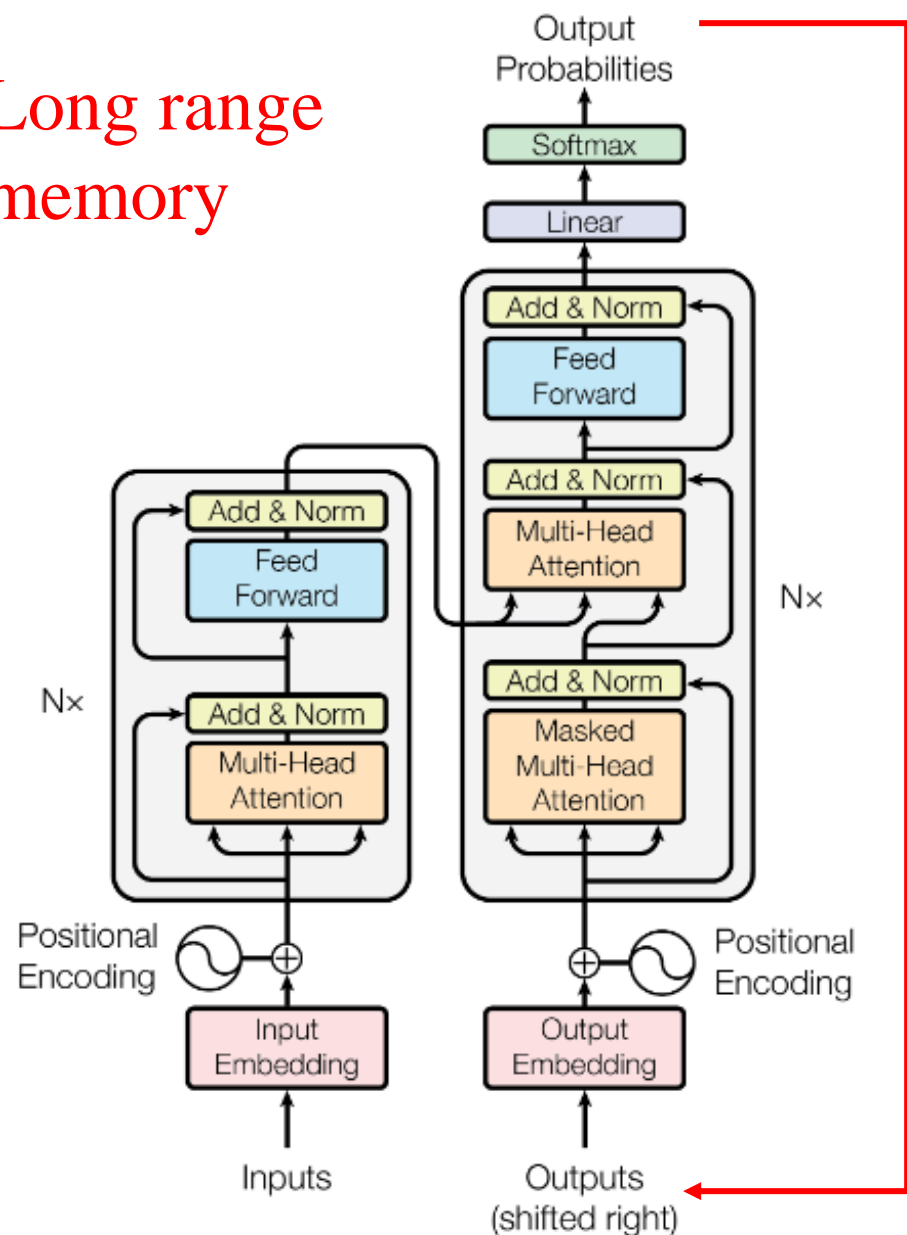 Long range
memory
Output
Probabilities
Softmax
Linear
Add & Norm
Feed
Forward
Add & Norm
Multi-Head
Attention
Nx
Add & Norm
Masked
Multi-Head
Attention
Add & Norm
Feed
Forward
Nx
Add & Norm
Multi-Head
Attention
Positional
Encoding
Positional
Encoding
Input
Embedding
Output
Embedding
Inputs
Outputs
(shifted right)